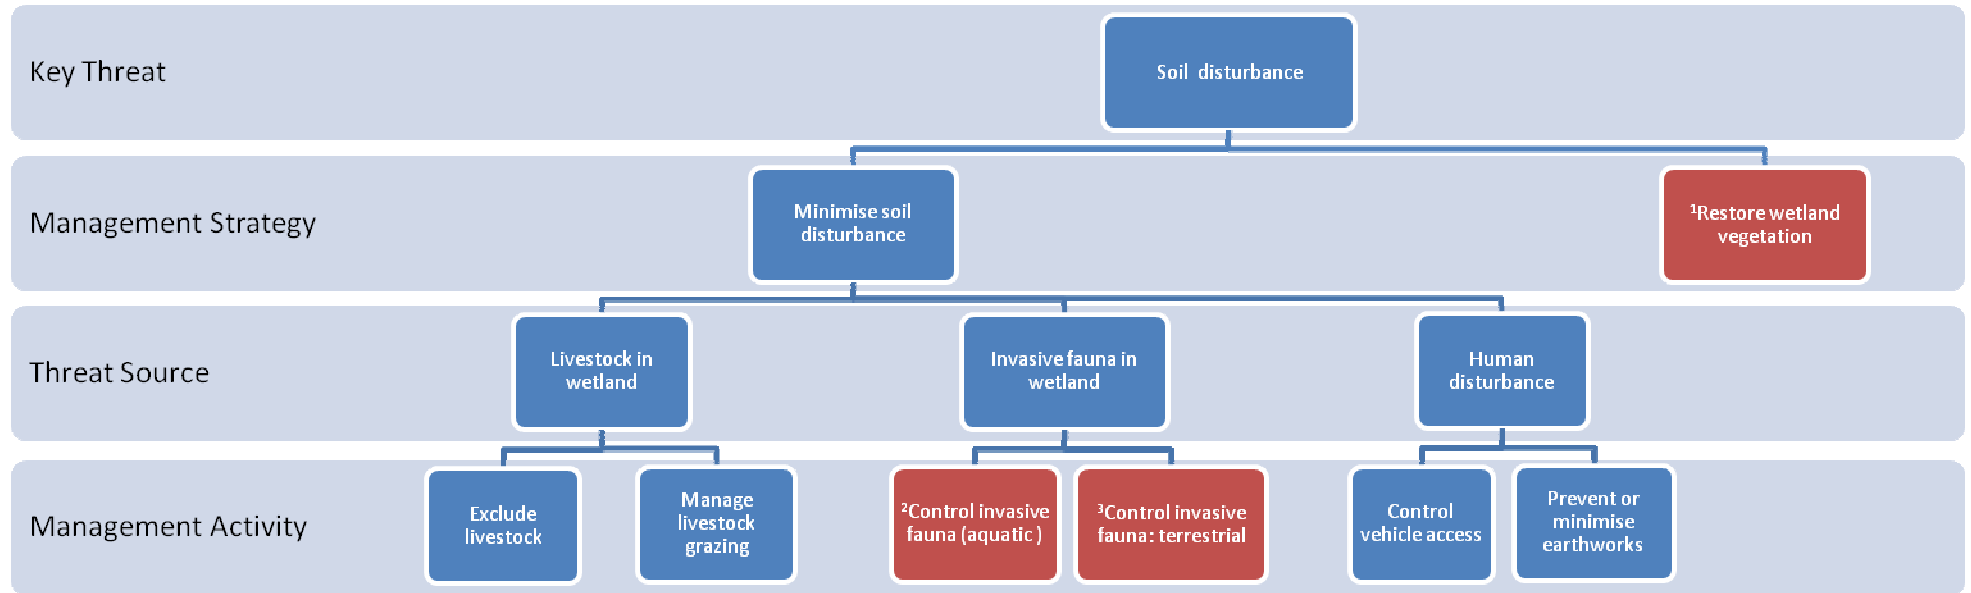 Key Threat
Soil disturbance
Management Strategy
Minimise soil
disturbance
¹Restore wetland
vegetation
Threat Source
Livestock in
wetland
Invasive fauna in
wetland
Human
disturbance
Management Activity
Exclude
livestock
Manage
livestock
grazing
²Control invasive
fauna (aquatic )
³Control invasive
fauna: terrestrial
Control
vehicle access
Prevent or
minimise
earthworks